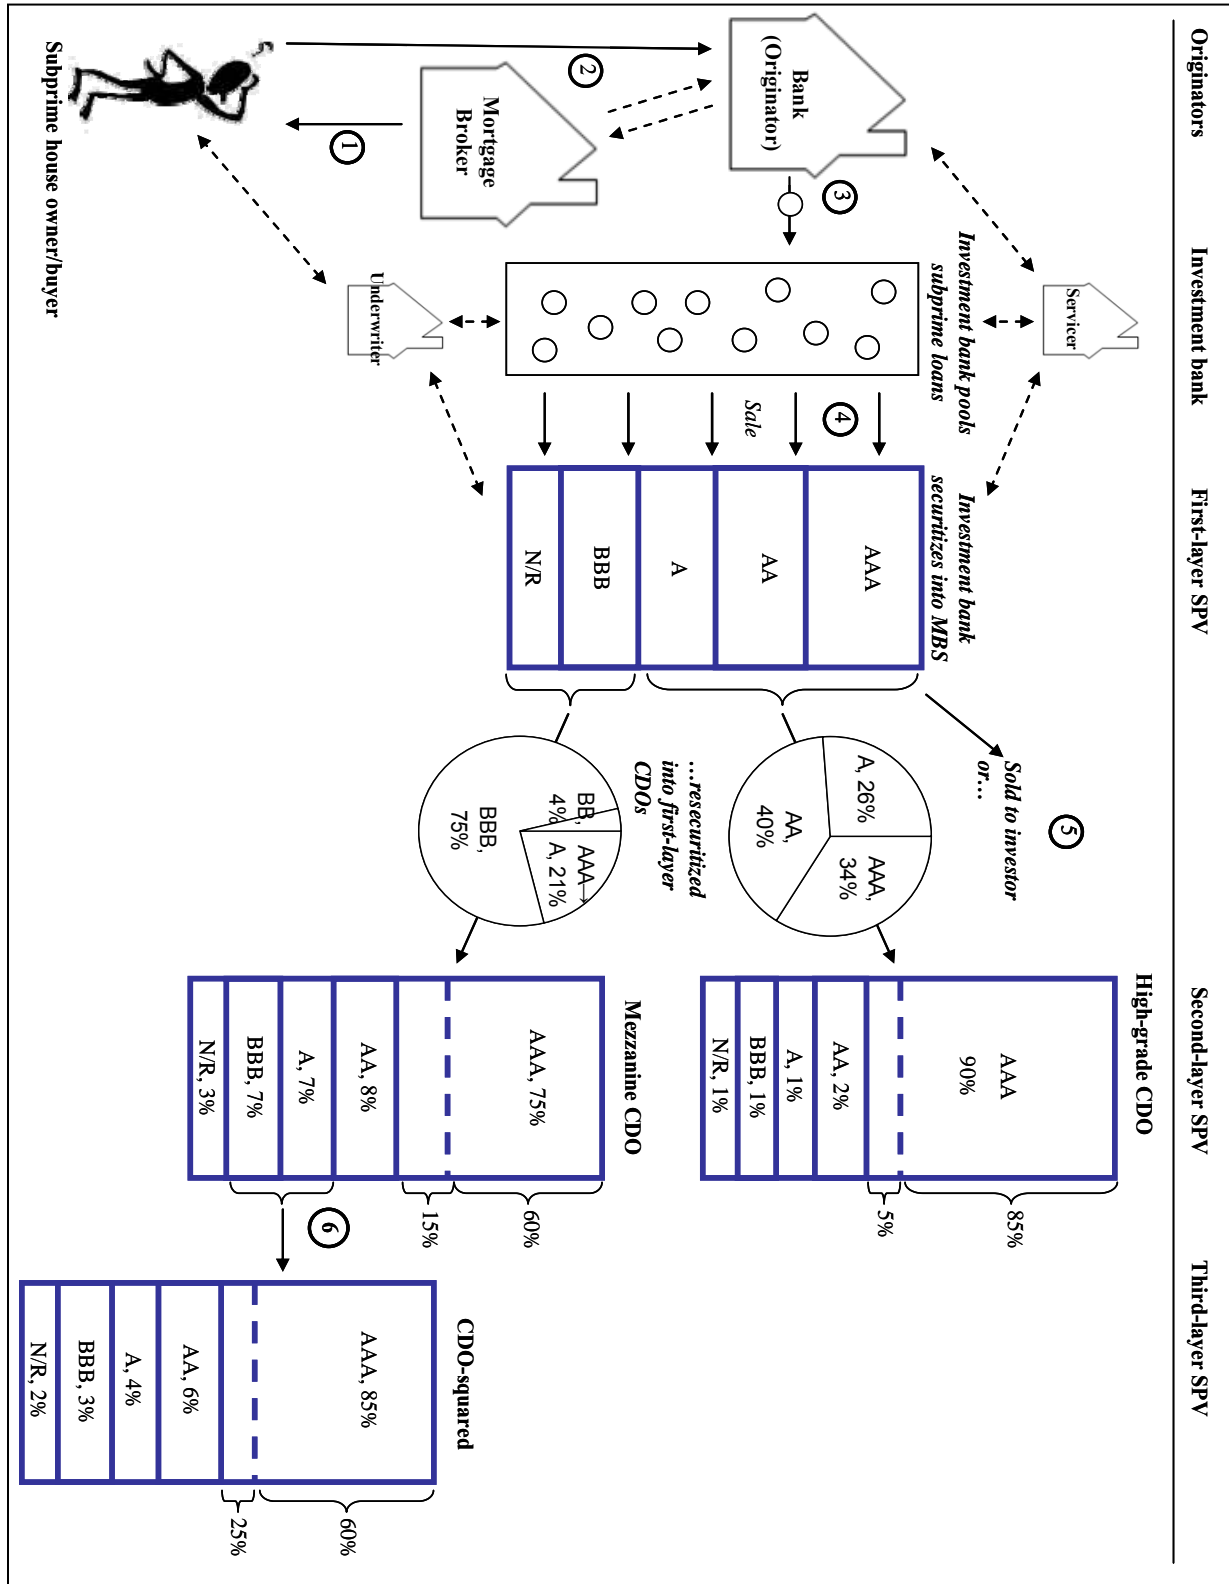 Originators
Investment bank
First-layer SPV
Second-layer SPV
Third-layer SPV
Servicer
Bank
(Originator)
3
Investment bank pools
subprime loans
2
Mortgage
Broker
1
Subprime house owner/buyer
Underwriter
4
Sale
Investment bank
securitizes into MBS
AAA
AA
A
BBB
N/R
5
Sold to investor
or…
AAA,
34%
AA,
40%
A, 26%
…resecuritized
into first-layer
CDOs
AAA→
A, 21%
BB,
4%
BBB,
75%
High-grade CDO
AAA
90%
AA, 2%
A, 1%
BBB, 1%
N/R, 1%
85%
5%
Mezzanine CDO
AAA, 75%
AA, 8%
A, 7%
BBB, 7%
N/R, 3%
60%
15%
6
CDO-squared
AAA, 85%
AA, 6%
A, 4%
BBB, 3%
N/R, 2%
60%
25%